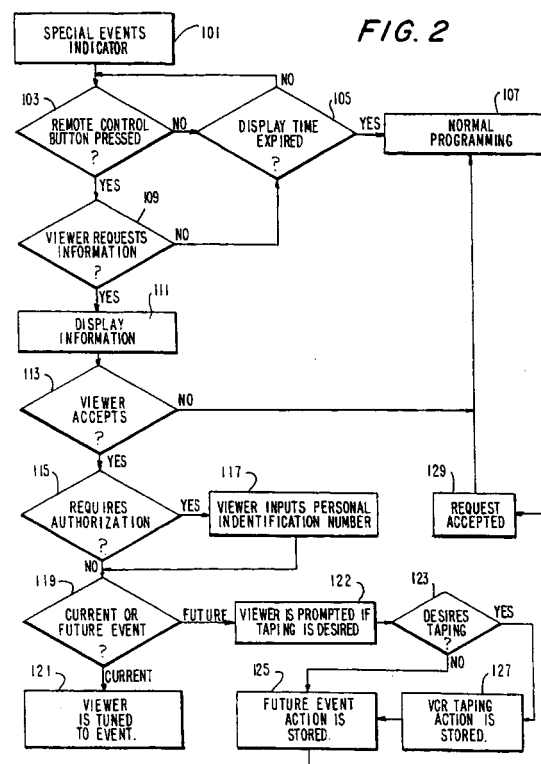 FIG. 2
SPECIAL EVENTS
INDICATOR
101
NO
103
REMOTE CONTROL
BUTTON PRESSED
?
NO
105
DISPLAY TIME
EXPIRED
?
YES
107
NORMAL
PROGRAMMING
YES
109
VIEWER REQUESTS
INFORMATION
?
NO
YES
111
DISPLAY
INFORMATION
113
VIEWER
ACCEPTS
?
NO
YES
115
REQUIRES
AUTHORIZATION
?
YES
117
VIEWER INPUTS PERSONAL
INDENTIFICATION NUMBER
129
REQUEST
ACCEPTED
NO
119
CURRENT OR
FUTURE EVENT
?
FUTURE
122
VIEWER IS PROMPTED IF
TAPING IS DESIRED
123
DESIRES
TAPING
?
YES
NO
CURRENT
121
VIEWER
IS TUNED
TO EVENT.
125
FUTURE EVENT
ACTION IS
STORED.
127
VCR TAPING
ACTION IS
STORED.